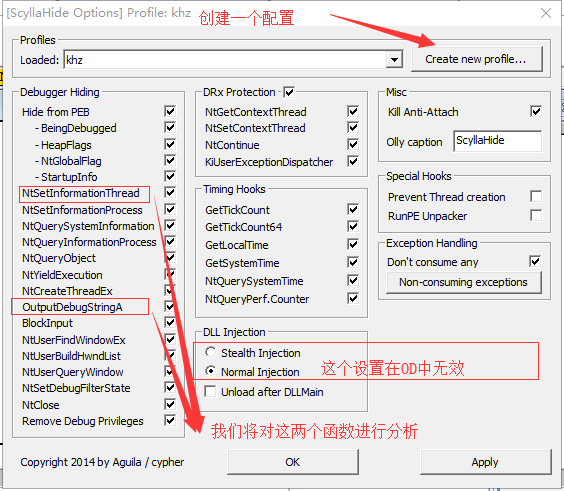 [ScyllaHide Options] Profile: khz
创建一个配置
Profiles
Loaded: khz
Create new profile...
Debugger Hiding
Hide from PEB
- BeingDebugged
- HeapFlags
- NtGlobalFlag
- StartupInfo
NtSetInformationThread
NtSetInformationProcess
NtQuerySystemInformation
NtQueryInformationProcess
NtQueryObject
NtYieldExecution
NtCreateThreadEx
OutputDebugStringA
BlockInput
NtUserFindWindowEx
NtUserBuildHwndList
NtUserQueryWindow
NtSetDebugFilterState
NtClose
Remove Debug Privileges
DRx Protection
NtGetContextThread
NtSetContextThread
NtContinue
KiUserExceptionDispatcher
Timing Hooks
GetTickCount
GetTickCount64
GetLocalTime
GetSystemTime
NtQuerySystemTime
NtQueryPerf.Counter
DLL Injection
Stealth Injection
Normal Injection
Unload after DLLMain
这个设置在OD中无效
Misc
Kill Anti-Attach
Olly caption ScyllaHide
Special Hooks
Prevent Thread creation
RunPE Unpacker
Exception Handling
Don't consume any
Non-consuming exceptions
我们将对这两个函数进行分析
Copyright 2014 by Aguila / cypher
OK
Apply